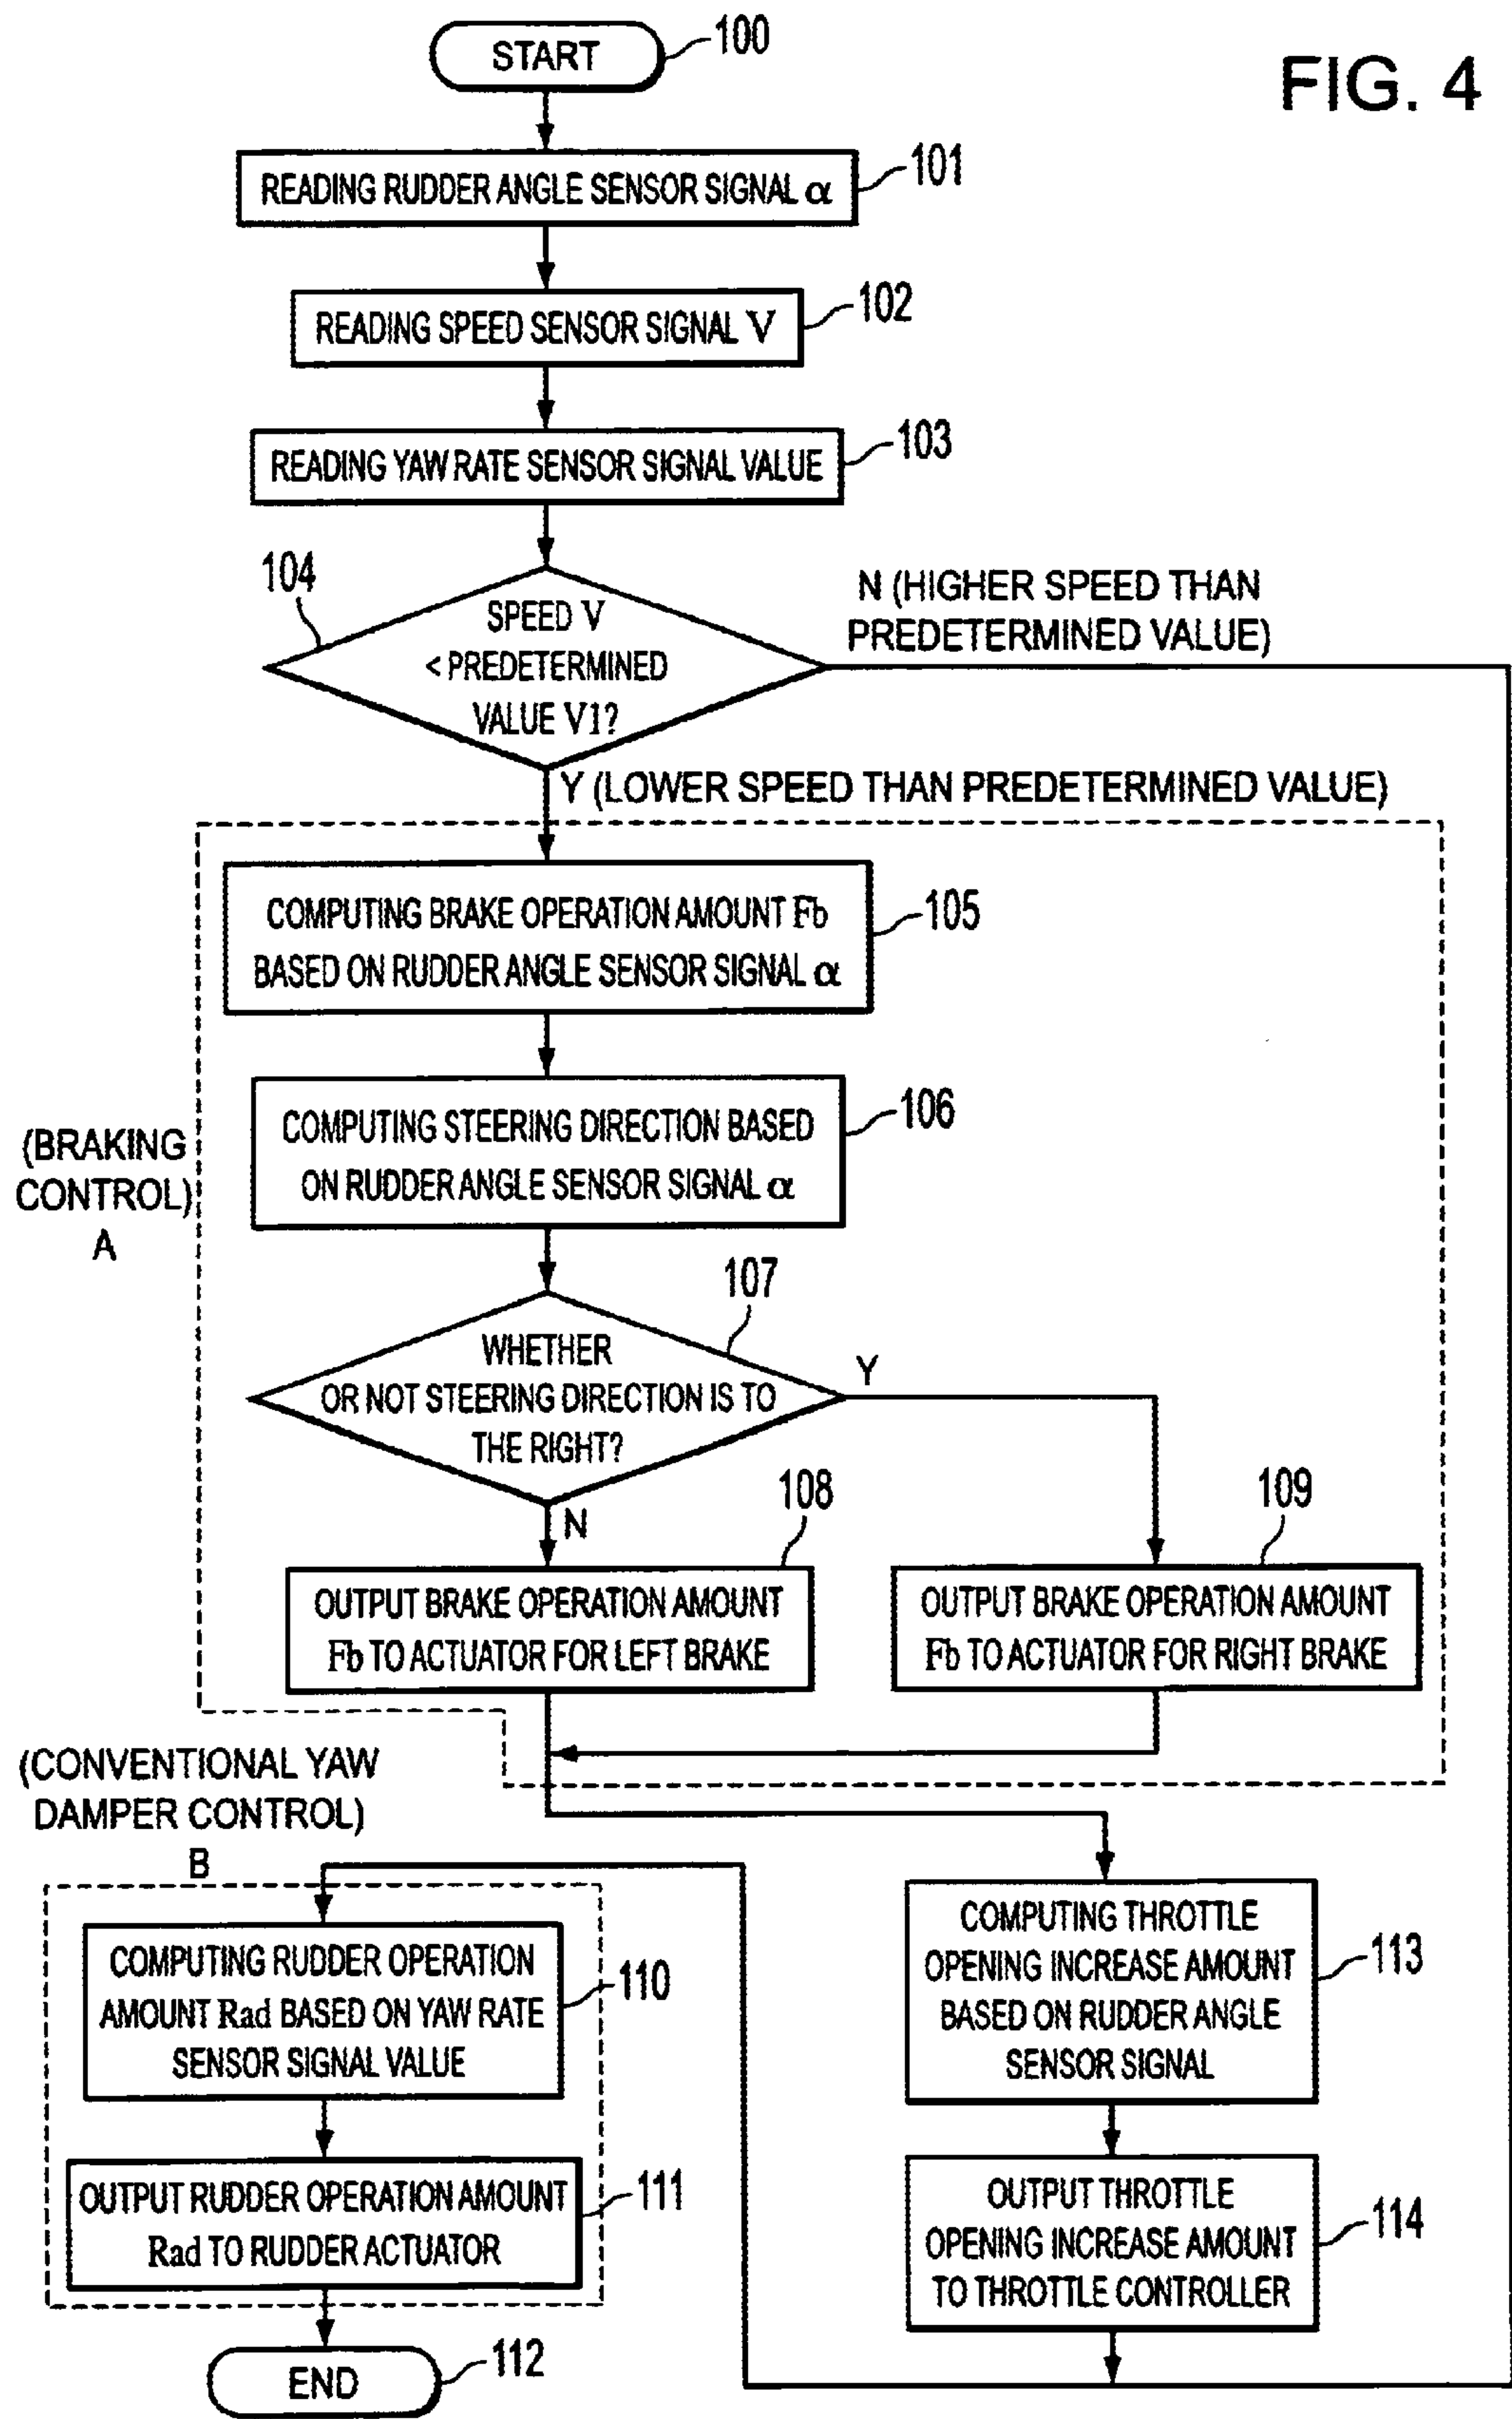 FIG. 4
START
100
READING RUDDER ANGLE SENSOR SIGNAL α
101
READING SPEED SENSOR SIGNAL V
102
READING YAW RATE SENSOR SIGNAL VALUE
103
104
SPEED V
< PREDETERMINED
VALUE V1?
N (HIGHER SPEED THAN
PREDETERMINED VALUE)
Y (LOWER SPEED THAN PREDETERMINED VALUE)
COMPUTING BRAKE OPERATION AMOUNT Fb
BASED ON RUDDER ANGLE SENSOR SIGNAL α
105
(BRAKING
CONTROL)
A
COMPUTING STEERING DIRECTION BASED
ON RUDDER ANGLE SENSOR SIGNAL α
106
107
WHETHER
OR NOT STEERING DIRECTION IS TO
THE RIGHT?
Y
N
108
OUTPUT BRAKE OPERATION AMOUNT
Fb TO ACTUATOR FOR LEFT BRAKE
109
OUTPUT BRAKE OPERATION AMOUNT
Fb TO ACTUATOR FOR RIGHT BRAKE
(CONVENTIONAL YAW
DAMPER CONTROL)
B
COMPUTING RUDDER OPERATION
AMOUNT Rad BASED ON YAW RATE
SENSOR SIGNAL VALUE
110
OUTPUT RUDDER OPERATION AMOUNT
Rad TO RUDDER ACTUATOR
111
END
112
COMPUTING THROTTLE
OPENING INCREASE AMOUNT
BASED ON RUDDER ANGLE
SENSOR SIGNAL
113
OUTPUT THROTTLE
OPENING INCREASE AMOUNT
TO THROTTLE CONTROLLER
114